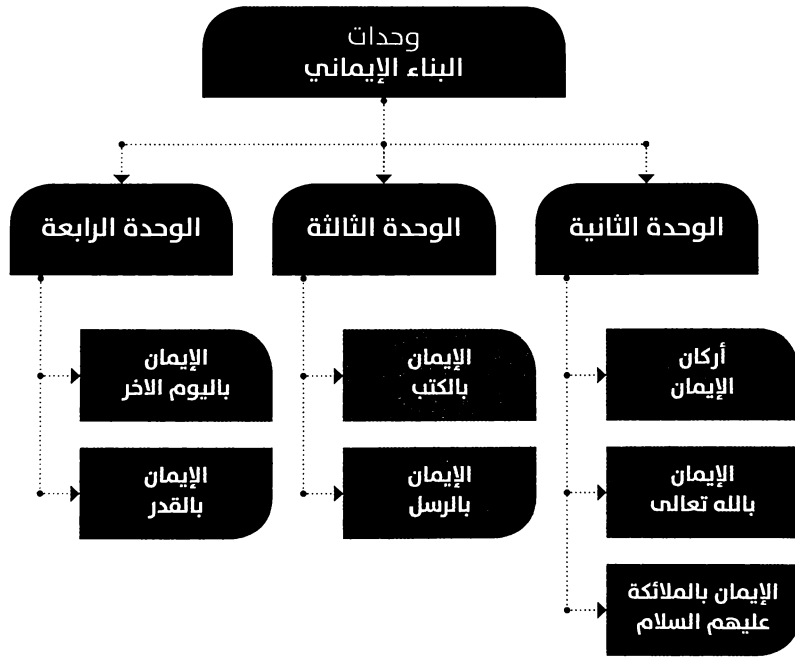 وحدات
البناء الإيماني
الوحدة الثانية
أركان
الإيمان
الإيمان
بالله تعالى
الإيمان بالملائكة
عليهم السلام
الوحدة الثالثة
الإيمان
بالكتب
الإيمان
بالرسل
الوحدة الرابعة
الإيمان
باليوم الاخر
الإيمان
بالقدر